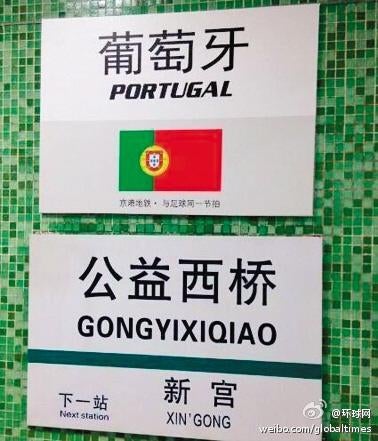 葡萄牙
PORTUGAL
京港地铁·与足球同一节拍
公益西桥
GONGYIXIQIAO
下一站
Next station
新宫
XIN'GONG
@环球网
weibo.com/globaltimes